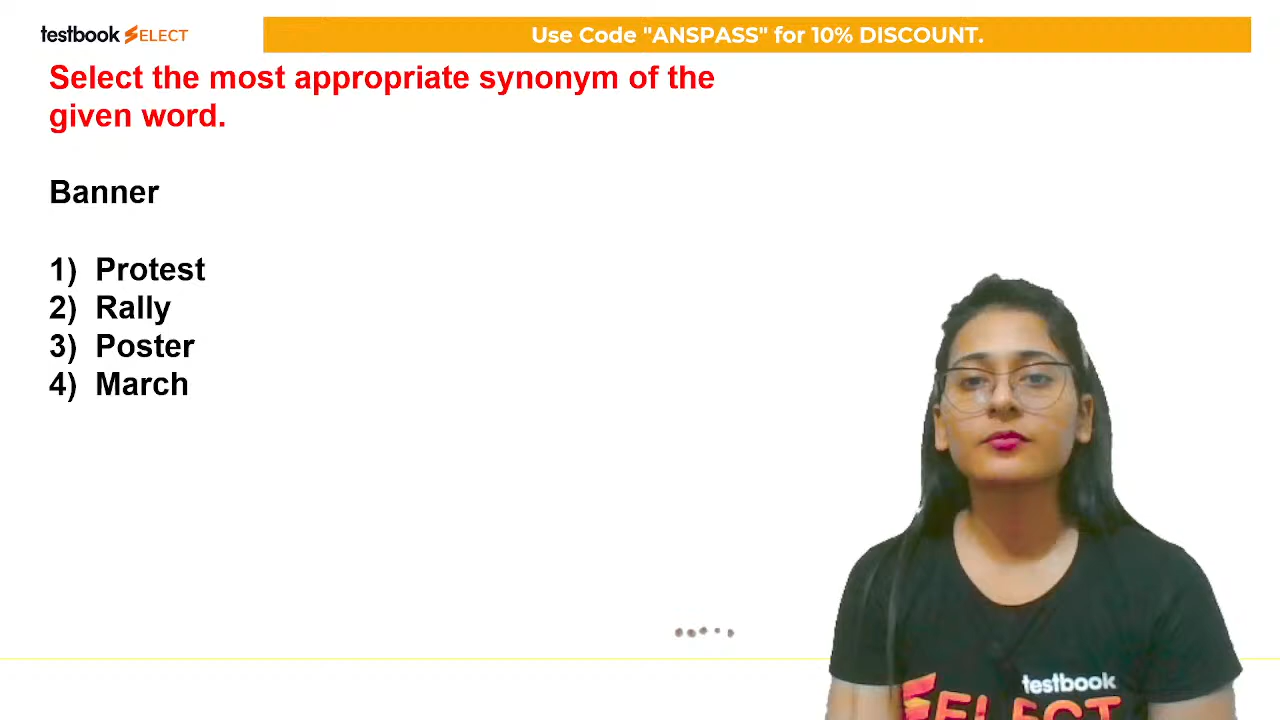 testbook SELECT
Use Code "ANSPASS" for 10% DISCOUNT.
Select the most appropriate synonym of the
given word.
Banner
1) Protest
2) Rally
3) Poster
4) March
testbook
SELECT